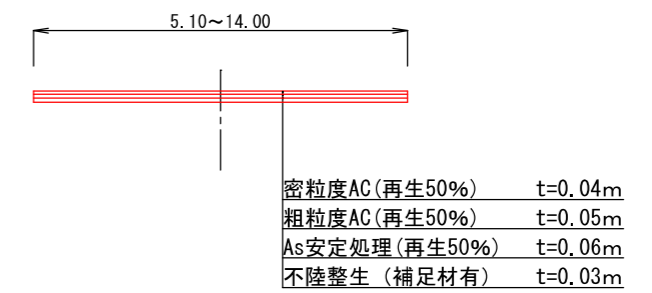 5.10～14.00
密粒度AC(再生50%) t=0.04m
粗粒度AC(再生50%) t=0.05m
As安定処理(再生50%) t=0.06m
不陸整生（補足材有） t=0.03m